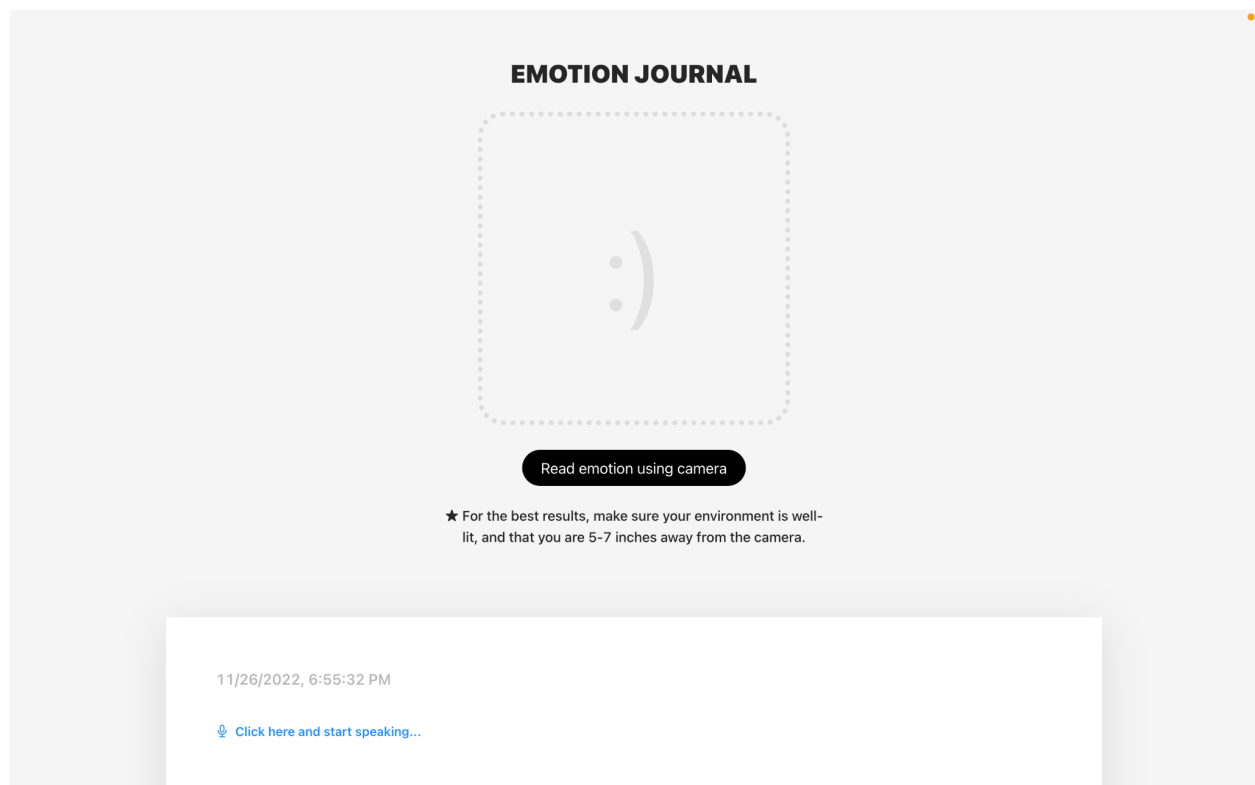 EMOTION JOURNAL
:)
Read emotion using camera
★ For the best results, make sure your environment is well-
lit, and that you are 5-7 inches away from the camera.
11/26/2022, 6:55:32 PM
Click here and start speaking...